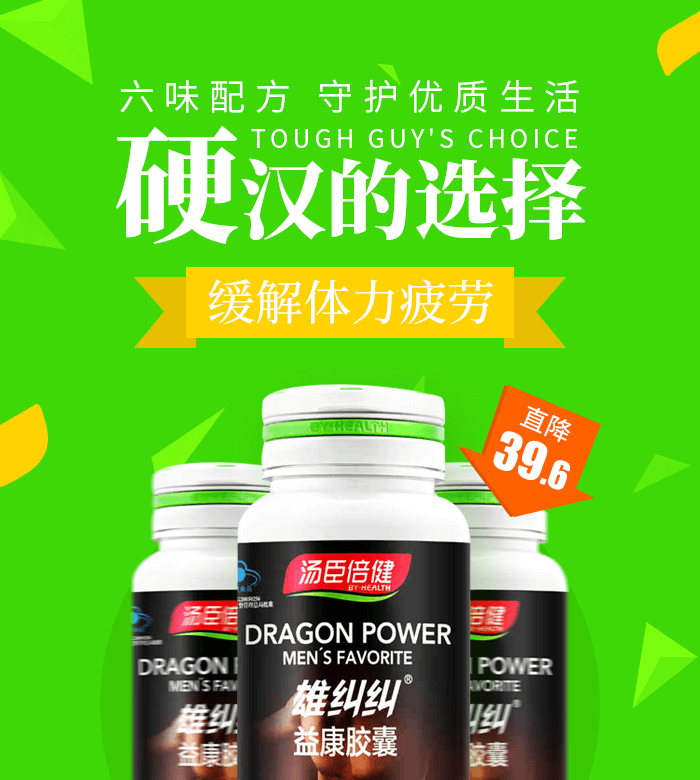 六味配方 守护优质生活
TOUGH GUY'S CHOICE
硬汉的选择
缓解体力疲劳
直降
39.6
BY-HEALTH
汤臣倍健
BY-HEALTH
DRAGON POWER
MEN'S FAVORITE
雄纠纠®
益康胶囊
汤臣倍健
DRAGON P
MEN'S FAV
雄纠纠
益康胶
汤臣倍健
BY-HEALTH
POWER
AVORITE
纠®
胶囊